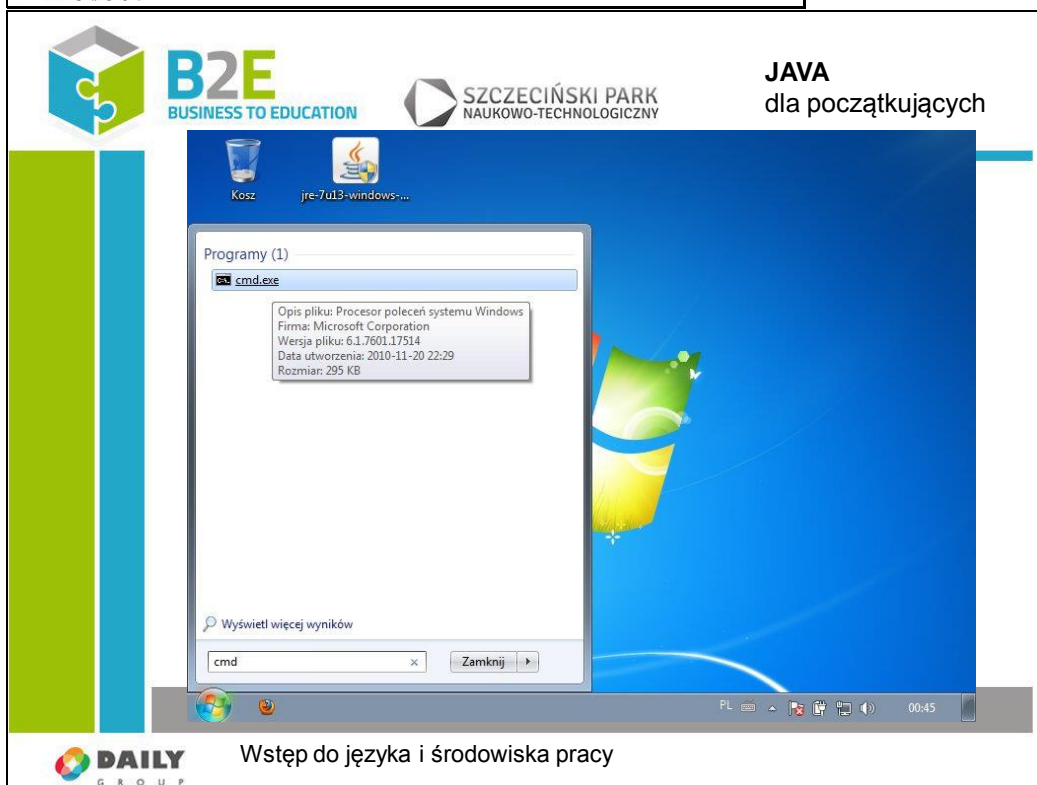 B2E
BUSINESS TO EDUCATION
SZCZECIŃSKI PARK
NAUKOWO-TECHNOLOGICZNY
JAVA
dla początkujących
Kosz
jre-7u13-windows-...
Programy (1)
cmd.exe
Opis pliku: Procesor poleceń systemu Windows
Firma: Microsoft Corporation
Wersja pliku: 6.1.7601.17514
Data utworzenia: 2010-11-20 22:29
Rozmiar: 295 KB
Wyświetl więcej wyników
cmd
Zamknij
PL
00:45
DAILY
GROUP
Wstęp do języka i środowiska pracy